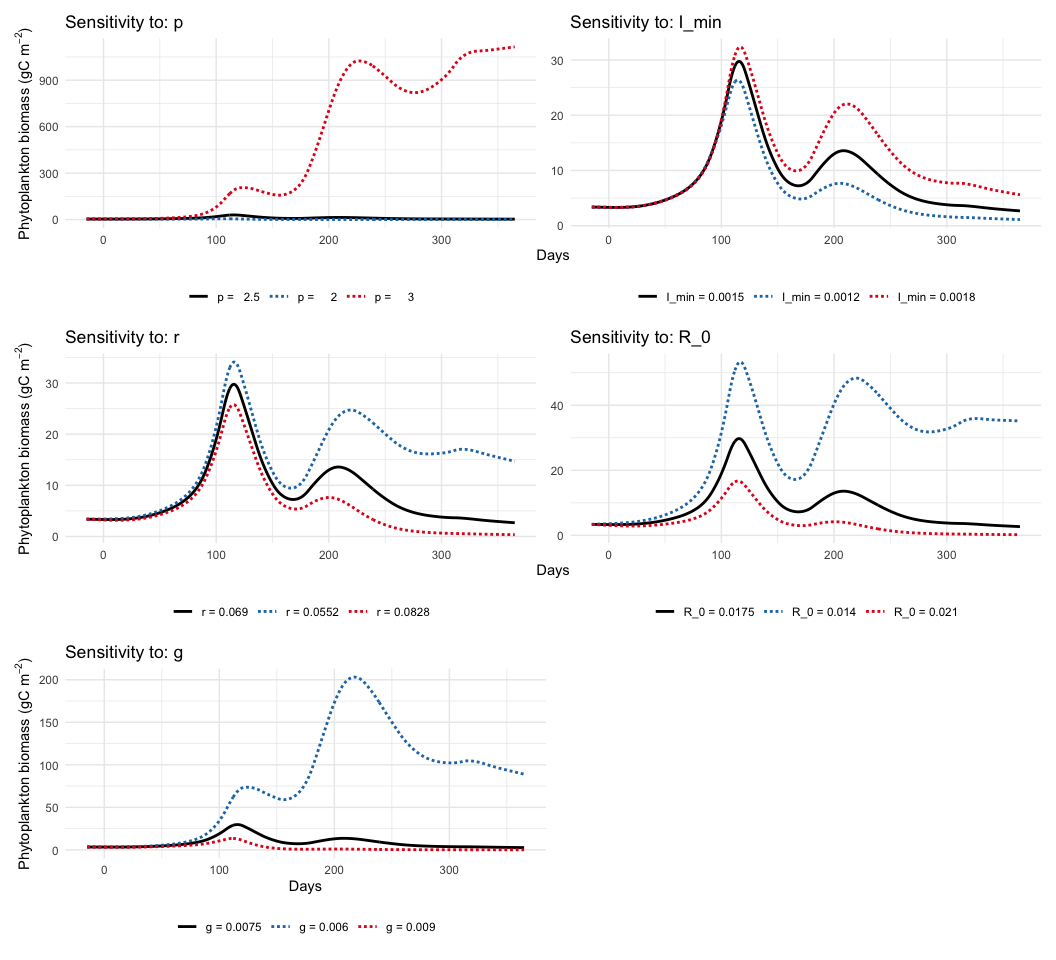 Sensitivity to: p
Phytoplankton biomass (gC m⁻²)
900
600
300
0
0 100 200 300
p = 2.5 p = 2 p = 3
Sensitivity to: I_min
30
20
10
0
0 100 200 300
Days
I_min = 0.0015 I_min = 0.0012 I_min = 0.0018
Sensitivity to: r
Phytoplankton biomass (gC m⁻²)
30
20
10
0
0 100 200 300
r = 0.069 r = 0.0552 r = 0.0828
Sensitivity to: R_0
40
20
0
0 100 200 300
Days
R_0 = 0.0175 R_0 = 0.014 R_0 = 0.021
Sensitivity to: g
Phytoplankton biomass (gC m⁻²)
200
150
100
50
0
0 100 200 300
Days
g = 0.0075 g = 0.006 g = 0.009